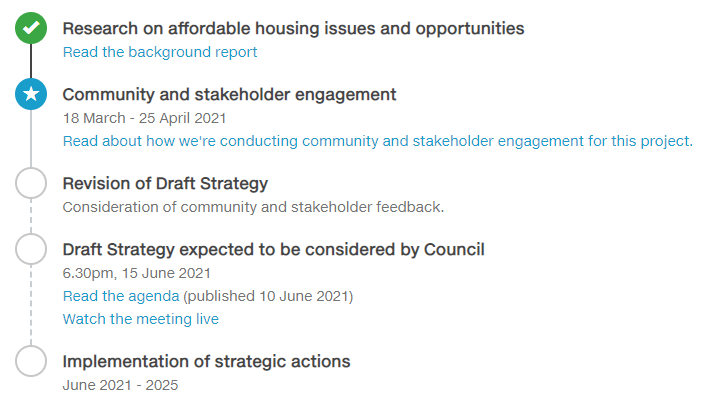 Research on affordable housing issues and opportunities
Read the background report
Community and stakeholder engagement
18 March - 25 April 2021
Read about how we're conducting community and stakeholder engagement for this project.
Revision of Draft Strategy
Consideration of community and stakeholder feedback.
Draft Strategy expected to be considered by Council
6.30pm, 15 June 2021
Read the agenda (published 10 June 2021)
Watch the meeting live
Implementation of strategic actions
June 2021 - 2025